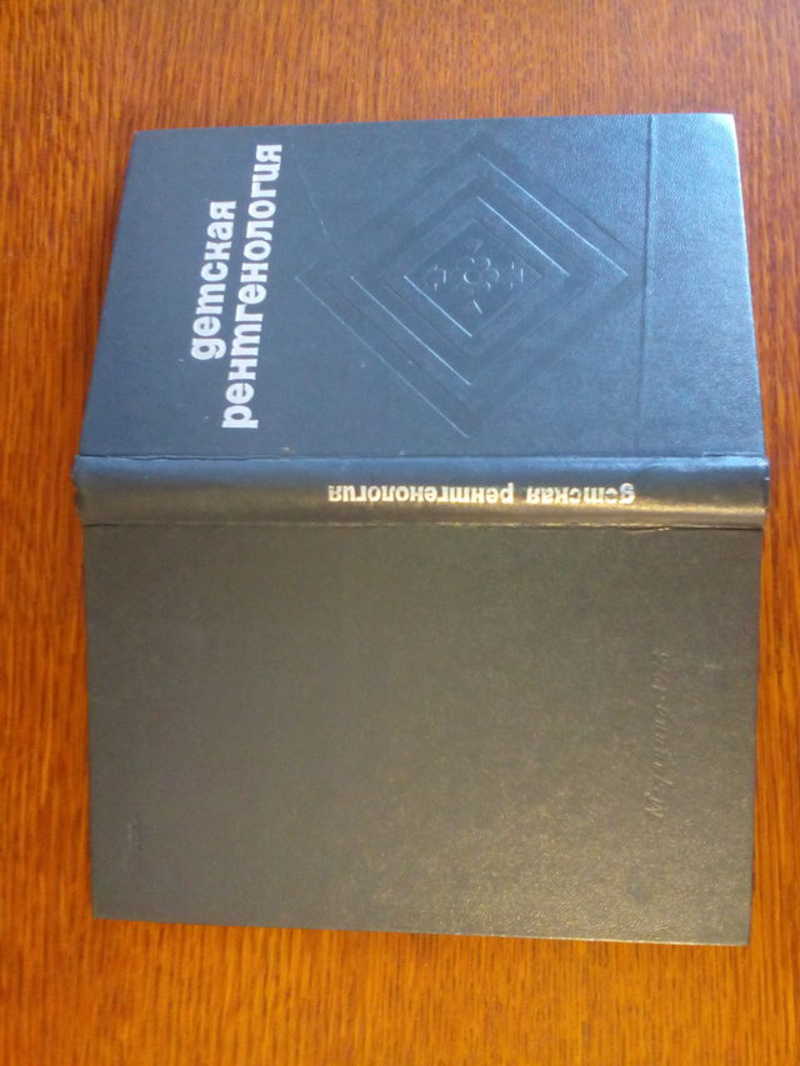 детская
рентгенология
детская рентгенология